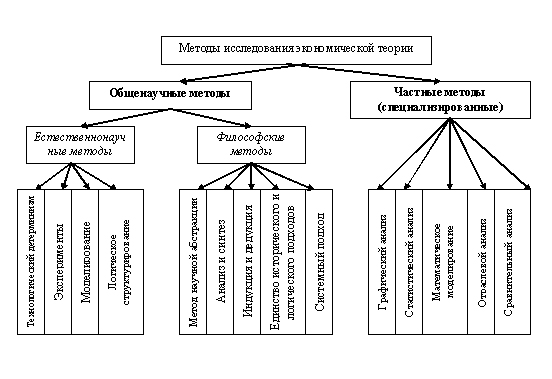 Методы исследования экономической теории
Общенаучные методы
Частные методы
(специализированные)
Естественнонауч
ные методы
Философские
методы
Технологический детерминизм
Эксперименты
Моделирование
Логическое
структурирование
Метод научной абстракции
Анализ и синтез
Индукция и дедукция
Единство исторического и
логического подходов
Системный подход
Графический анализ
Статистический анализ
Математическое
моделирование
Отраслевой анализ
Сравнительный анализ